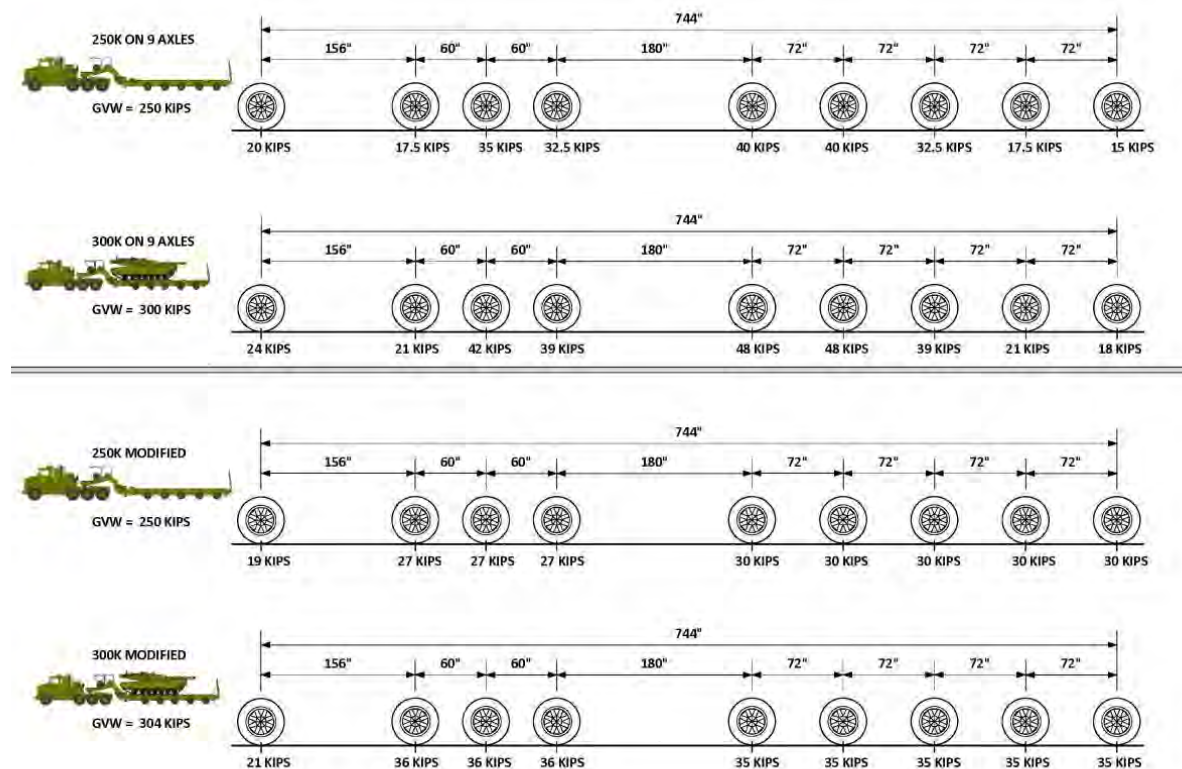 744"
250K ON 9 AXLES
156" 60" 60" 180" 72" 72" 72" 72"
GVW = 250 KIPS
20 KIPS 17.5 KIPS 35 KIPS 32.5 KIPS 40 KIPS 40 KIPS 32.5 KIPS 17.5 KIPS 15 KIPS
744"
300K ON 9 AXLES
156" 60" 60" 180" 72" 72" 72" 72"
GVW = 300 KIPS
24 KIPS 21 KIPS 42 KIPS 39 KIPS 48 KIPS 48 KIPS 39 KIPS 21 KIPS 18 KIPS
744"
250K MODIFIED
156" 60" 60" 180" 72" 72" 72" 72"
GVW = 250 KIPS
19 KIPS 27 KIPS 27 KIPS 27 KIPS 30 KIPS 30 KIPS 30 KIPS 30 KIPS 30 KIPS
744"
300K MODIFIED
156" 60" 60" 180" 72" 72" 72" 72"
GVW = 304 KIPS
21 KIPS 36 KIPS 36 KIPS 36 KIPS 35 KIPS 35 KIPS 35 KIPS 35 KIPS 35 KIPS